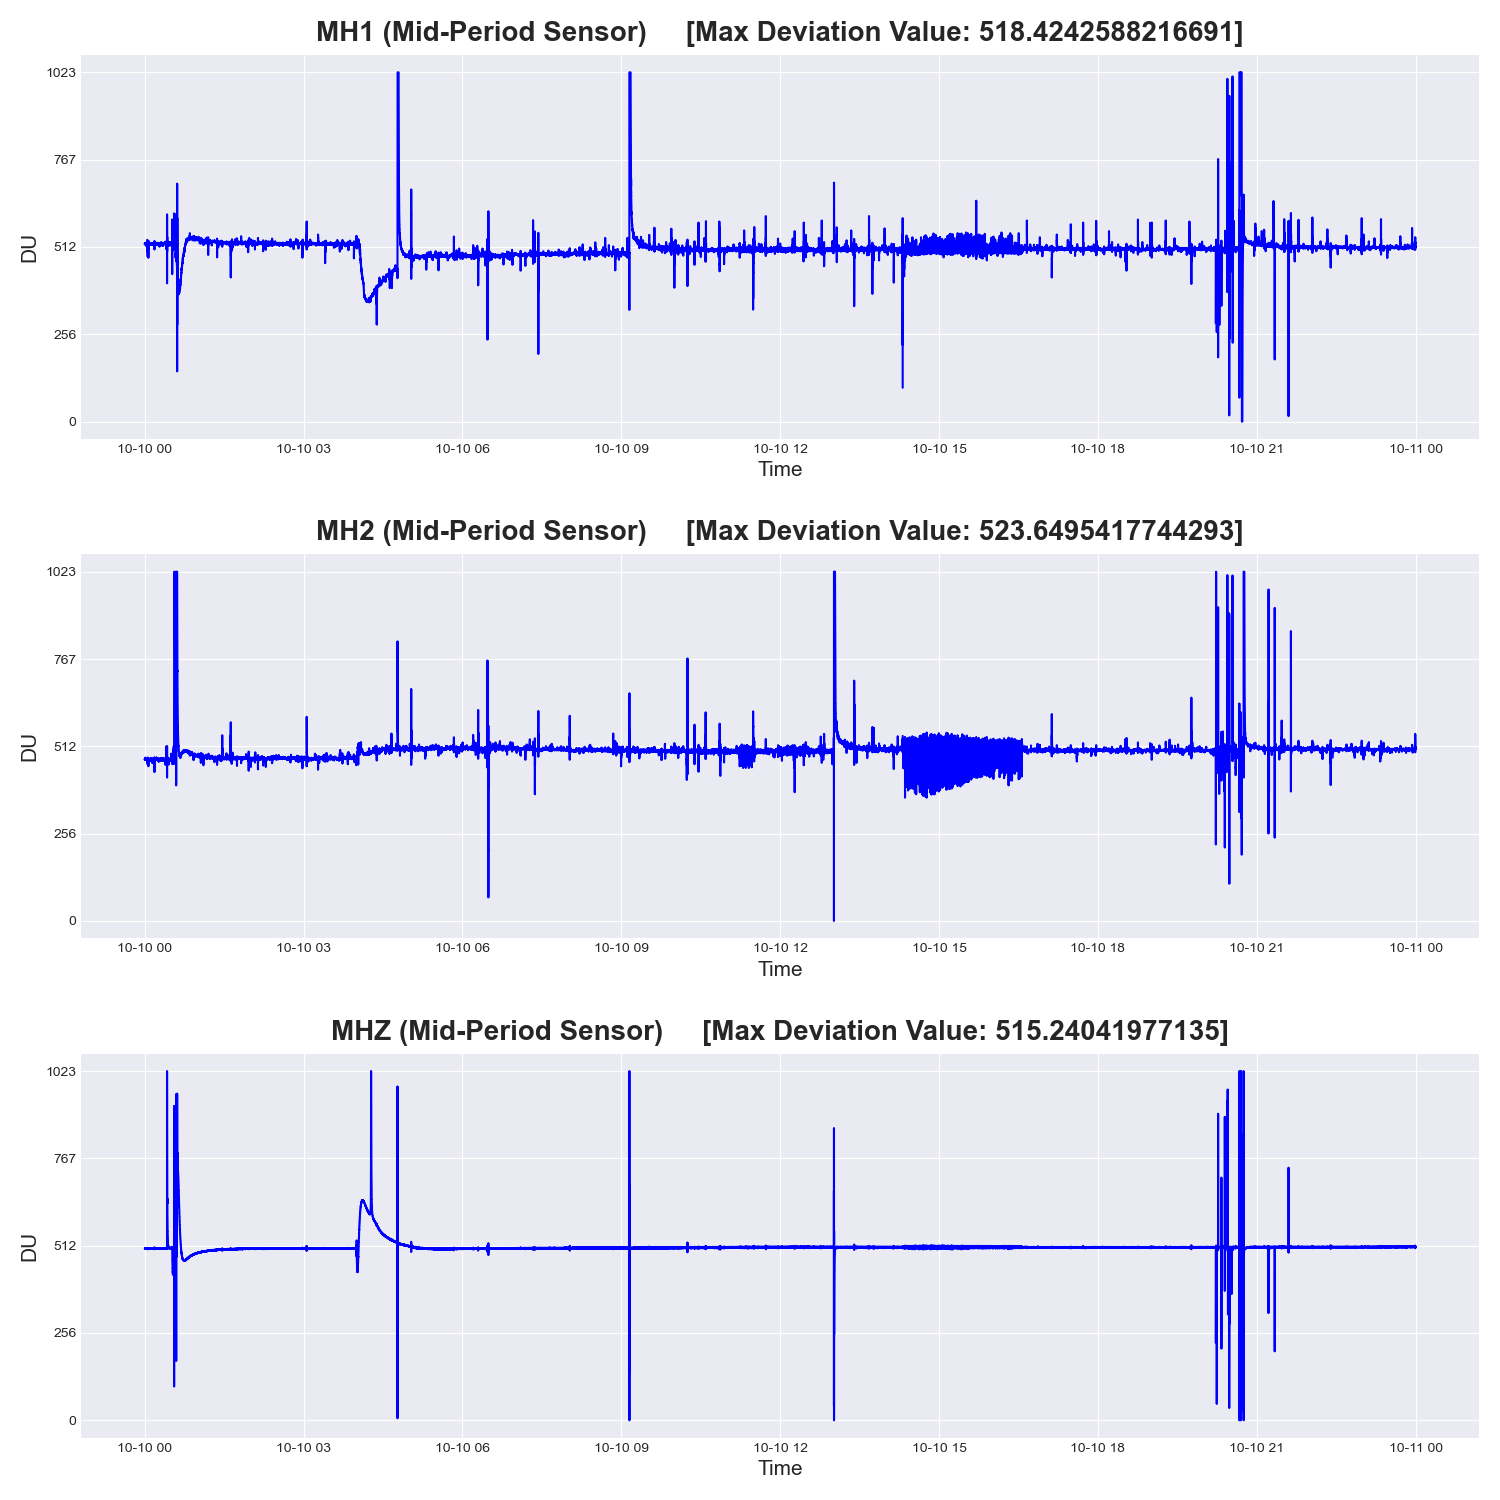 MH1 (Mid-Period Sensor) [Max Deviation Value: 518.4242588216691]
1023
767
512
256
0
DU
10-10 00 10-10 03 10-10 06 10-10 09 10-10 12 10-10 15 10-10 18 10-10 21 10-11 00
Time
MH2 (Mid-Period Sensor) [Max Deviation Value: 523.6495417744293]
1023
767
512
256
0
DU
10-10 00 10-10 03 10-10 06 10-10 09 10-10 12 10-10 15 10-10 18 10-10 21 10-11 00
Time
MHZ (Mid-Period Sensor) [Max Deviation Value: 515.24041977135]
1023
767
512
256
0
DU
10-10 00 10-10 03 10-10 06 10-10 09 10-10 12 10-10 15 10-10 18 10-10 21 10-11 00
Time